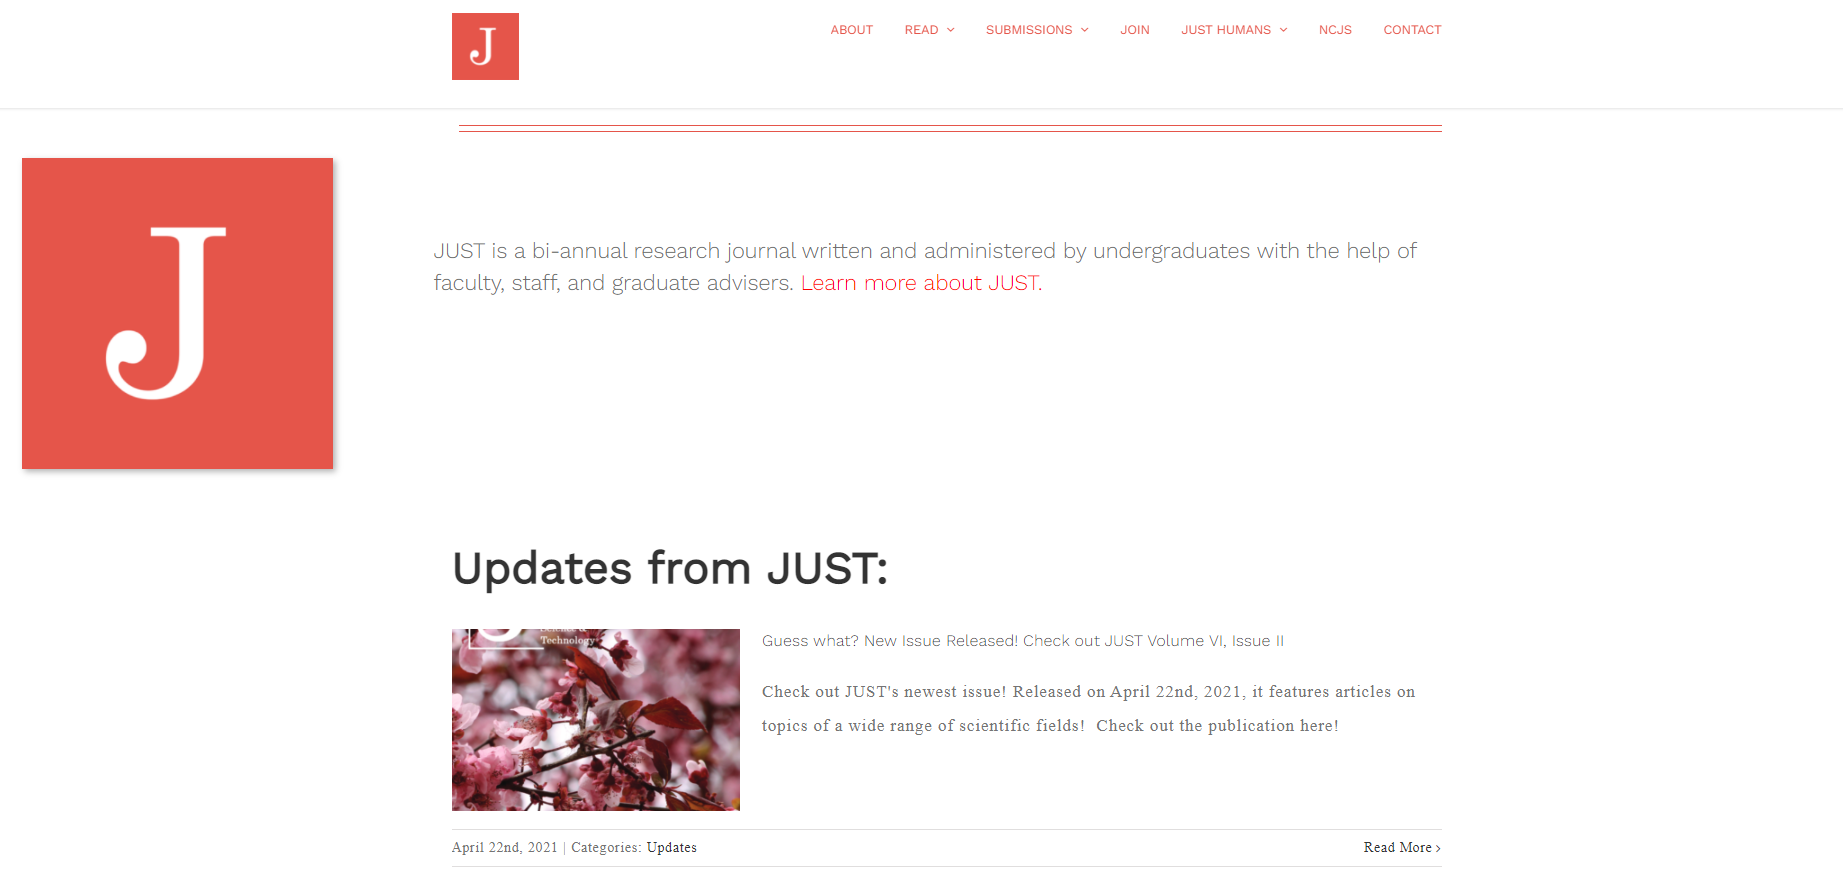 J
ABOUT READ SUBMISSIONS JOIN JUST HUMANS NCJS CONTACT
J
JUST is a bi-annual research journal written and administered by undergraduates with the help of
faculty, staff, and graduate advisers. Learn more about JUST.
Updates from JUST:
Technology
Guess what? New Issue Released! Check out JUST Volume VI, Issue II
Check out JUST's newest issue! Released on April 22nd, 2021, it features articles on
topics of a wide range of scientific fields!  Check out the publication here!
April 22nd, 2021 | Categories: Updates
Read More ›